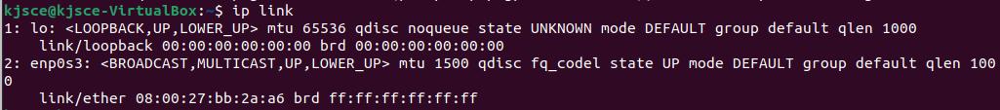 kjsce@kjsce-VirtualBox:~$ ip link
1: lo: <LOOPBACK,UP,LOWER_UP> mtu 65536 qdisc noqueue state UNKNOWN mode DEFAULT group default qlen 1000
    link/loopback 00:00:00:00:00:00 brd 00:00:00:00:00:00
2: enp0s3: <BROADCAST,MULTICAST,UP,LOWER_UP> mtu 1500 qdisc fq_codel state UP mode DEFAULT group default qlen 100
0
    link/ether 08:00:27:bb:2a:a6 brd ff:ff:ff:ff:ff:ff